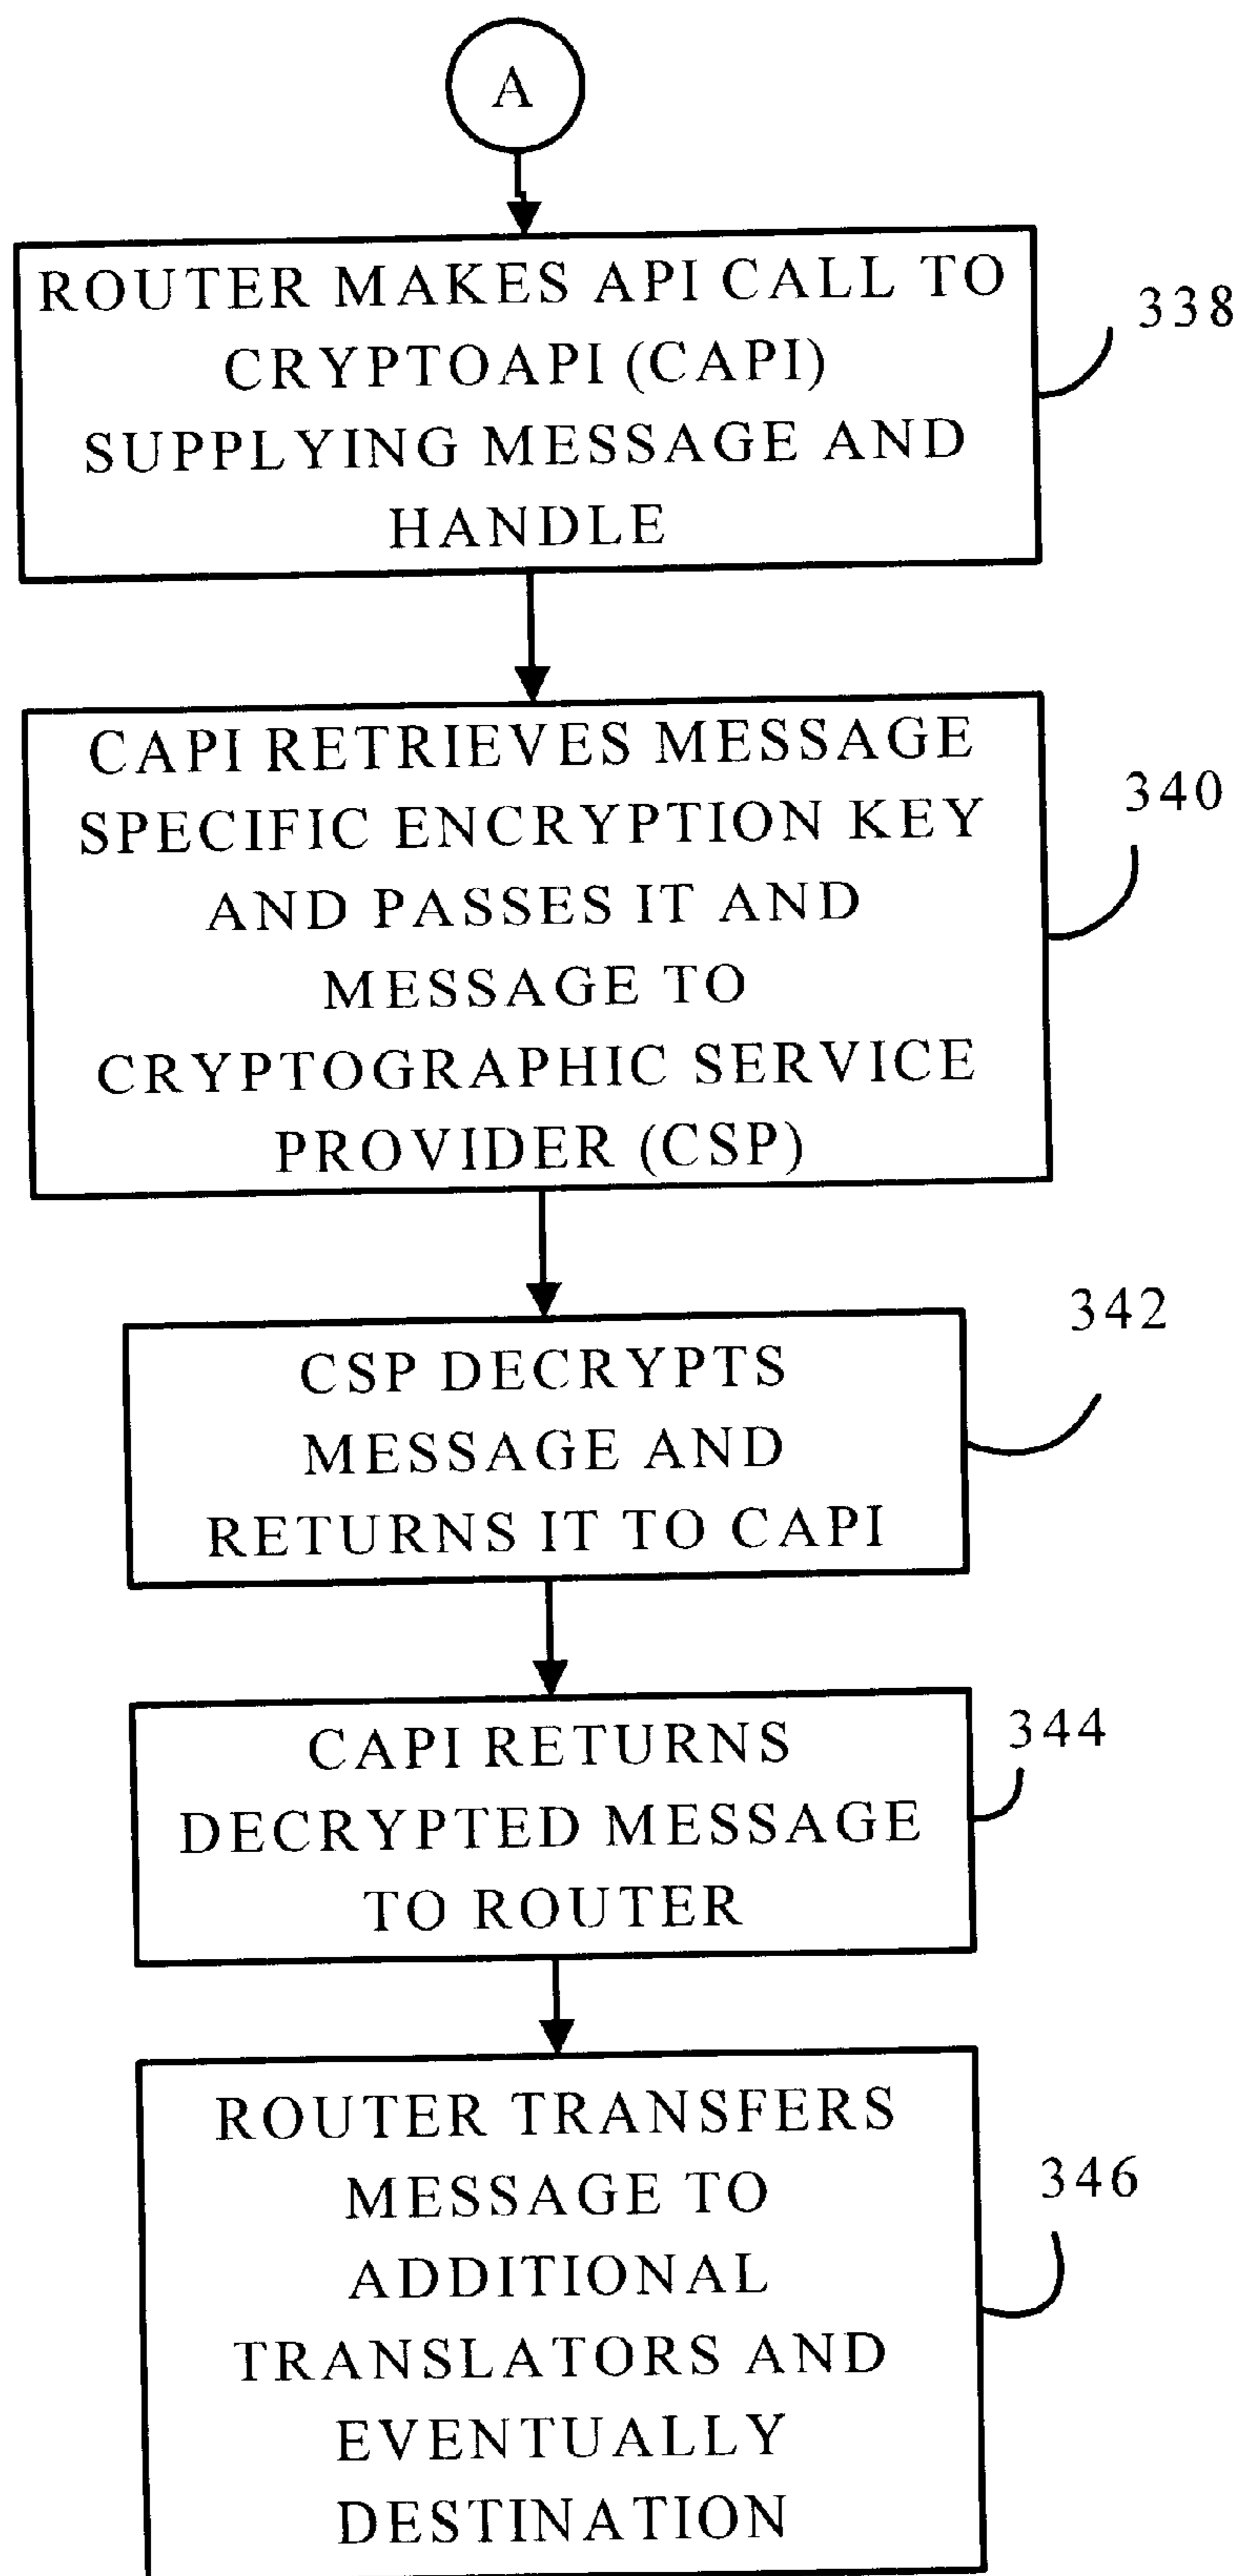 A
ROUTER MAKES API CALL TO
CRYPTOAPI (CAPI)
SUPPLYING MESSAGE AND
HANDLE
338
CAPI RETRIEVES MESSAGE
SPECIFIC ENCRYPTION KEY
AND PASSES IT AND
MESSAGE TO
CRYPTOGRAPHIC SERVICE
PROVIDER (CSP)
340
CSP DECRYPTS
MESSAGE AND
RETURNS IT TO CAPI
342
CAPI RETURNS
DECRYPTED MESSAGE
TO ROUTER
344
ROUTER TRANSFERS
MESSAGE TO
ADDITIONAL
TRANSLATORS AND
EVENTUALLY
DESTINATION
346